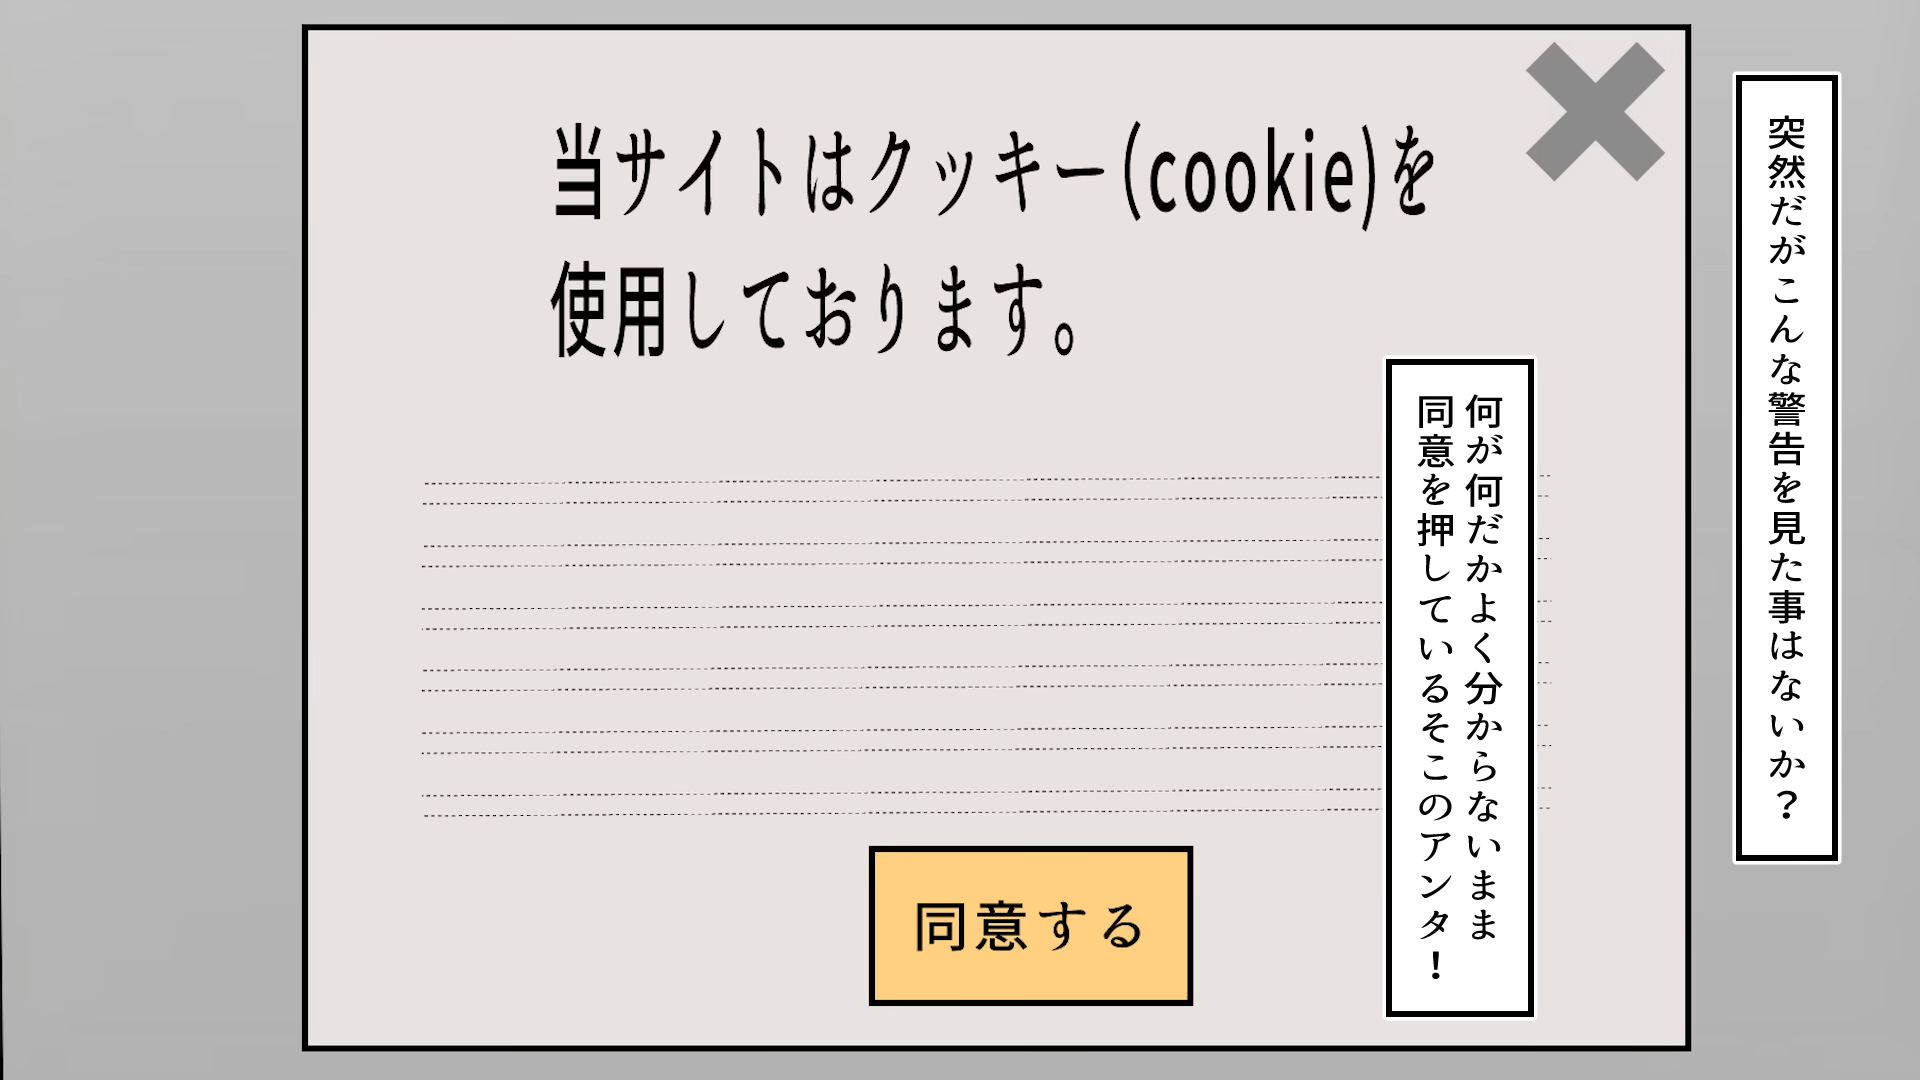 突然だがこんな警告を見た事はないか？
当サイトはクッキー(cookie)を
使用しております。
何が何だかよく分からないまま
同意を押しているそこのアンタ！
同意する